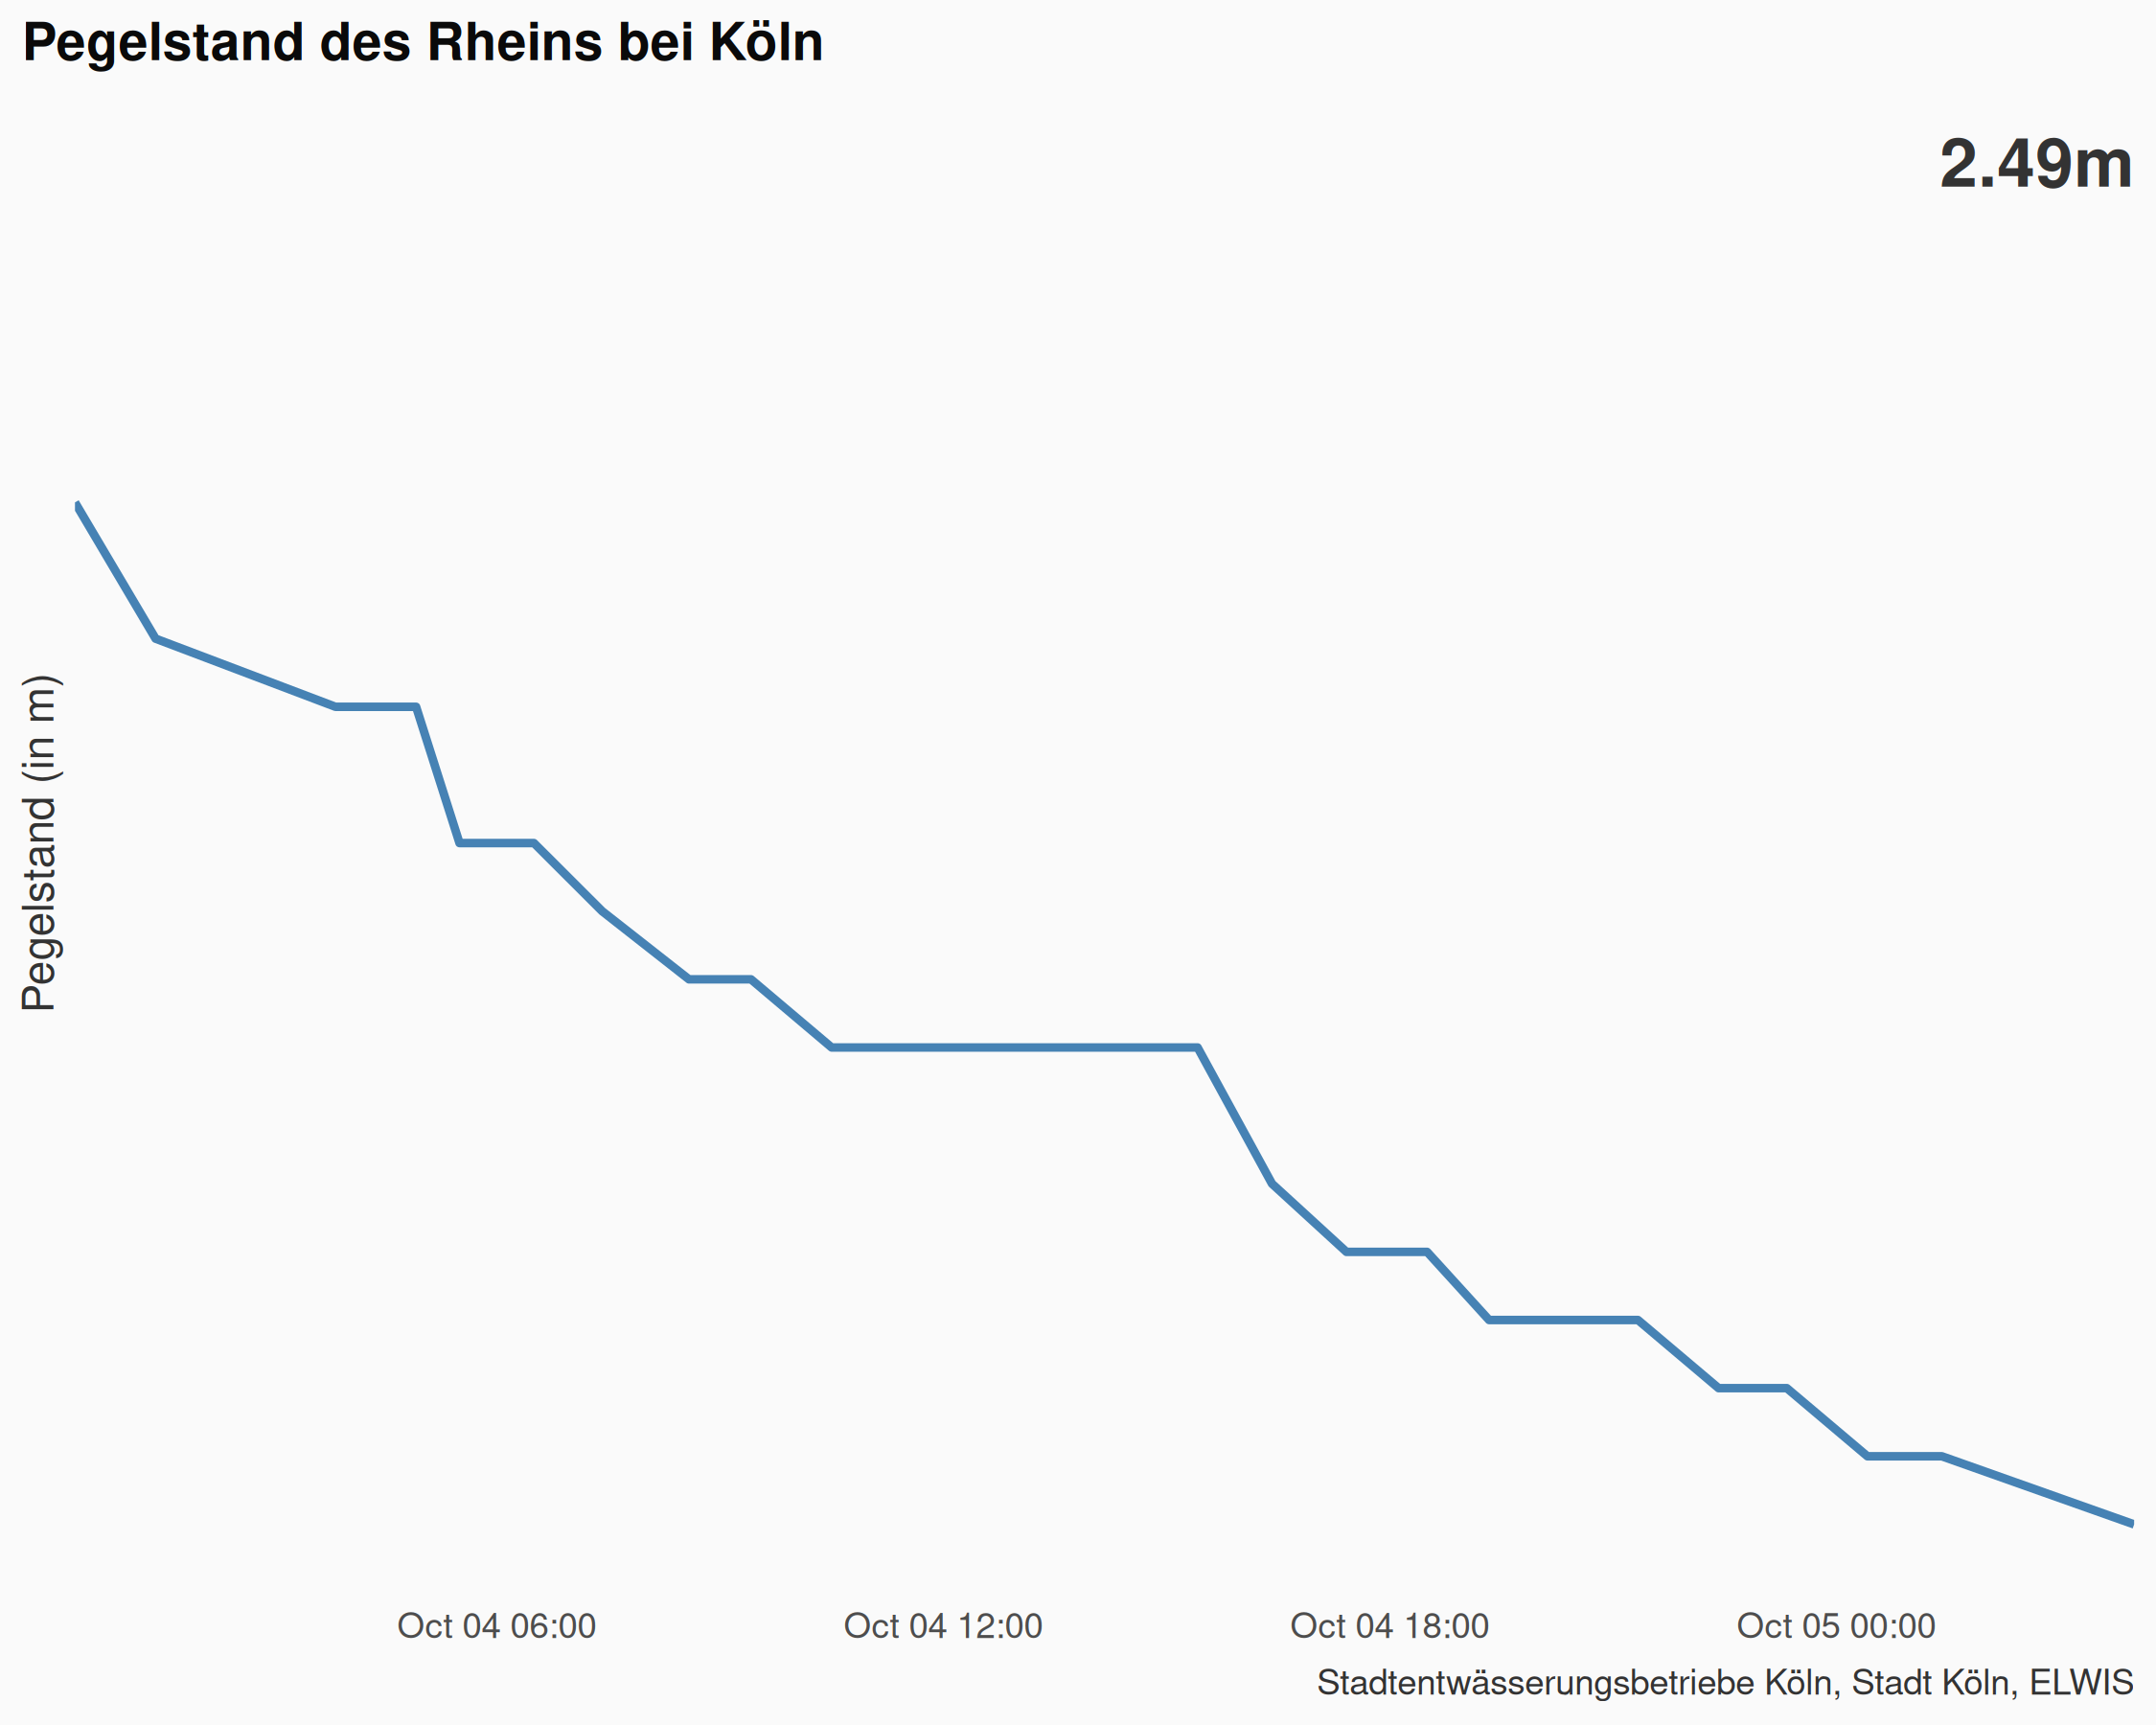 Pegelstand des Rheins bei Köln
2.49m
Pegelstand (in m)
Oct 04 06:00
Oct 04 12:00
Oct 04 18:00
Oct 05 00:00
Stadtentwässerungsbetriebe Köln, Stadt Köln, ELWIS